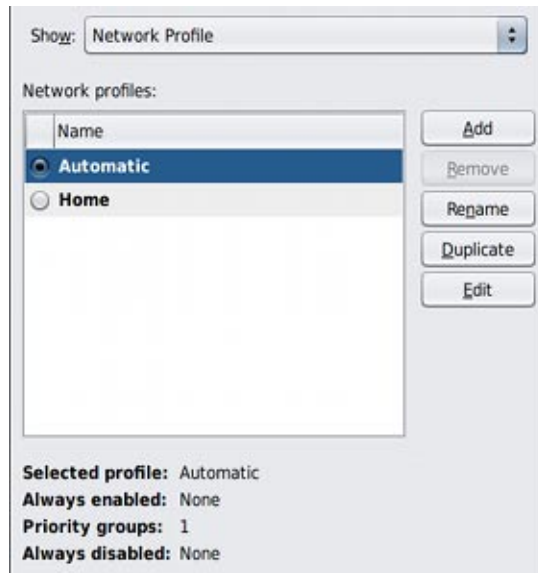 Show: Network Profile
Network profiles:
Name
Automatic
Home
Add
Remove
Rename
Duplicate
Edit
Selected profile: Automatic
Always enabled: None
Priority groups: 1
Always disabled: None